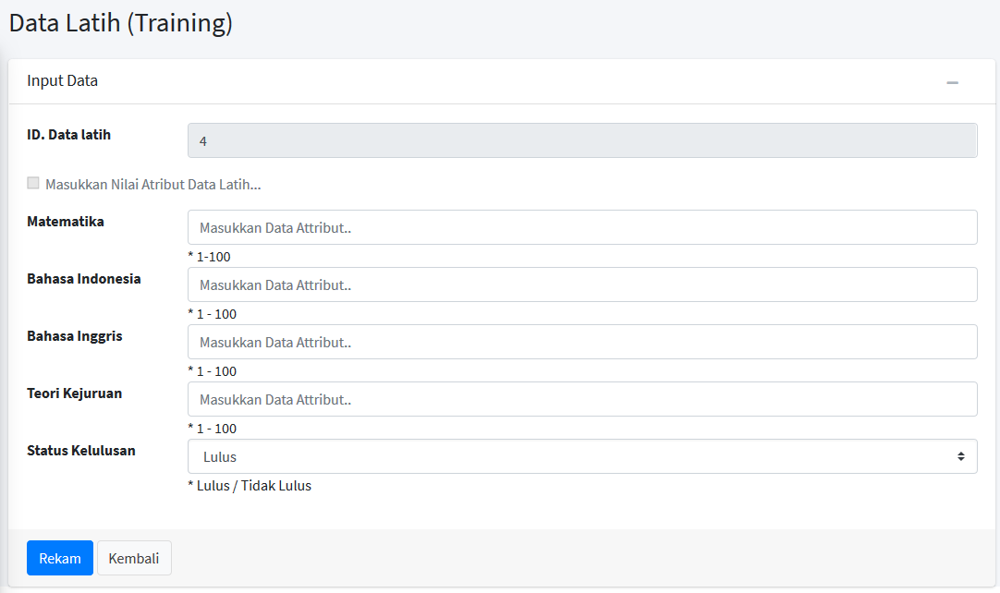 Data Latih (Training)
Input Data
ID. Data latih
4
Masukkan Nilai Atribut Data Latih...
Matematika
Masukkan Data Attribut..
* 1-100
Bahasa Indonesia
Masukkan Data Attribut..
* 1 - 100
Bahasa Inggris
Masukkan Data Attribut..
* 1 - 100
Teori Kejuruan
Masukkan Data Attribut..
* 1 - 100
Status Kelulusan
Lulus
* Lulus / Tidak Lulus
Rekam Kembali